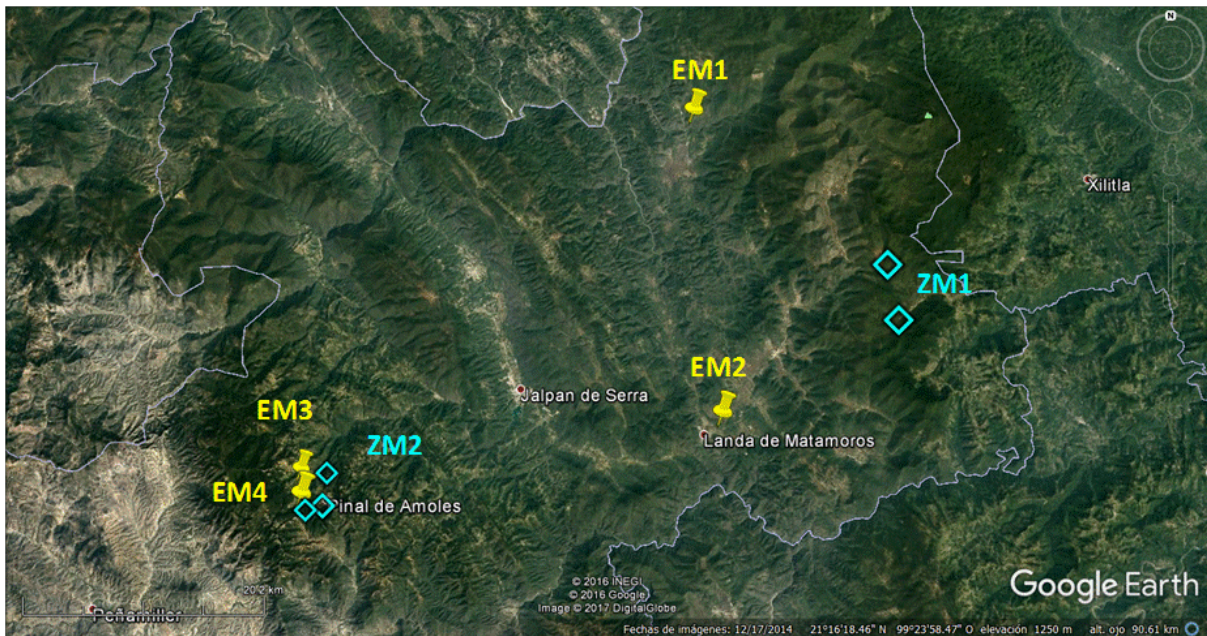 N
EM1
Xilitla
ZM1
EM2
Jalpan de Serra
EM3
ZM2
Landa de Matamoros
EM4
Pinal de Amoles
20.2 km
Peñamiller
© 2016 INEGI
© 2016 Google
Image © 2017 DigitalGlobe
Google Earth
Fechas de imágenes: 12/17/2014 21°16'18.46" N 99°23'58.47" O elevación 1250 m alt. ojo 90.61 km